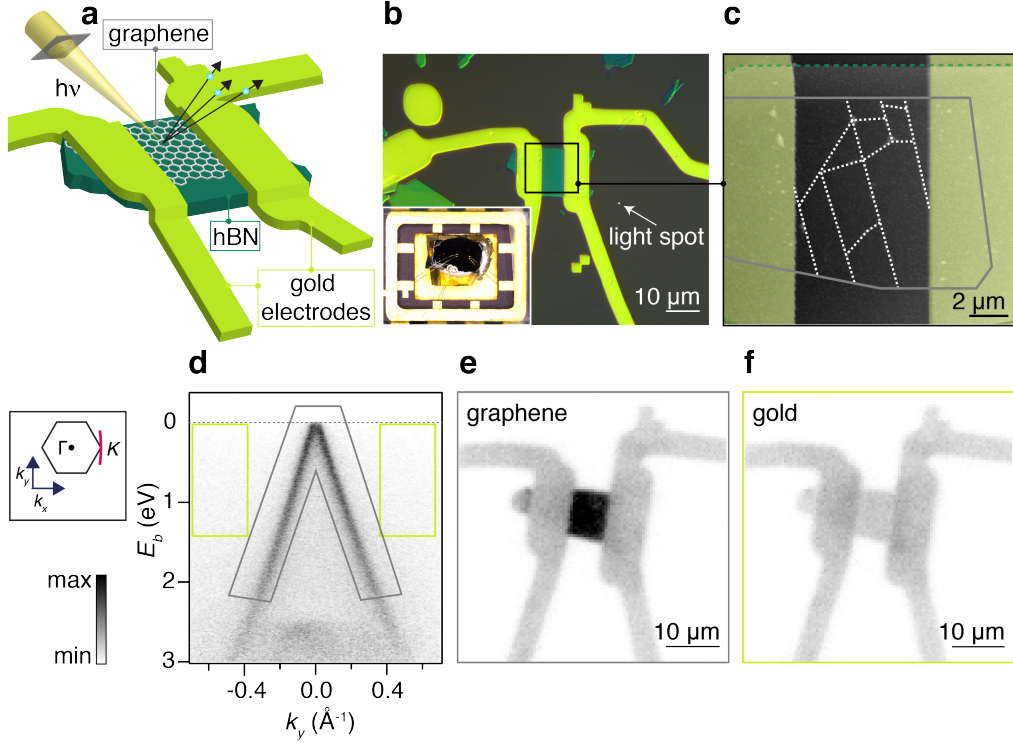 a
graphene
hν
hBN
gold
electrodes
b
light spot
10 µm
c
2 µm
Γ
K
k_y
k_x
max
min
d
0
1
2
3
E_b (eV)
-0.4
0.0
0.4
k_y (Å⁻¹)
e
graphene
10 µm
f
gold
10 µm